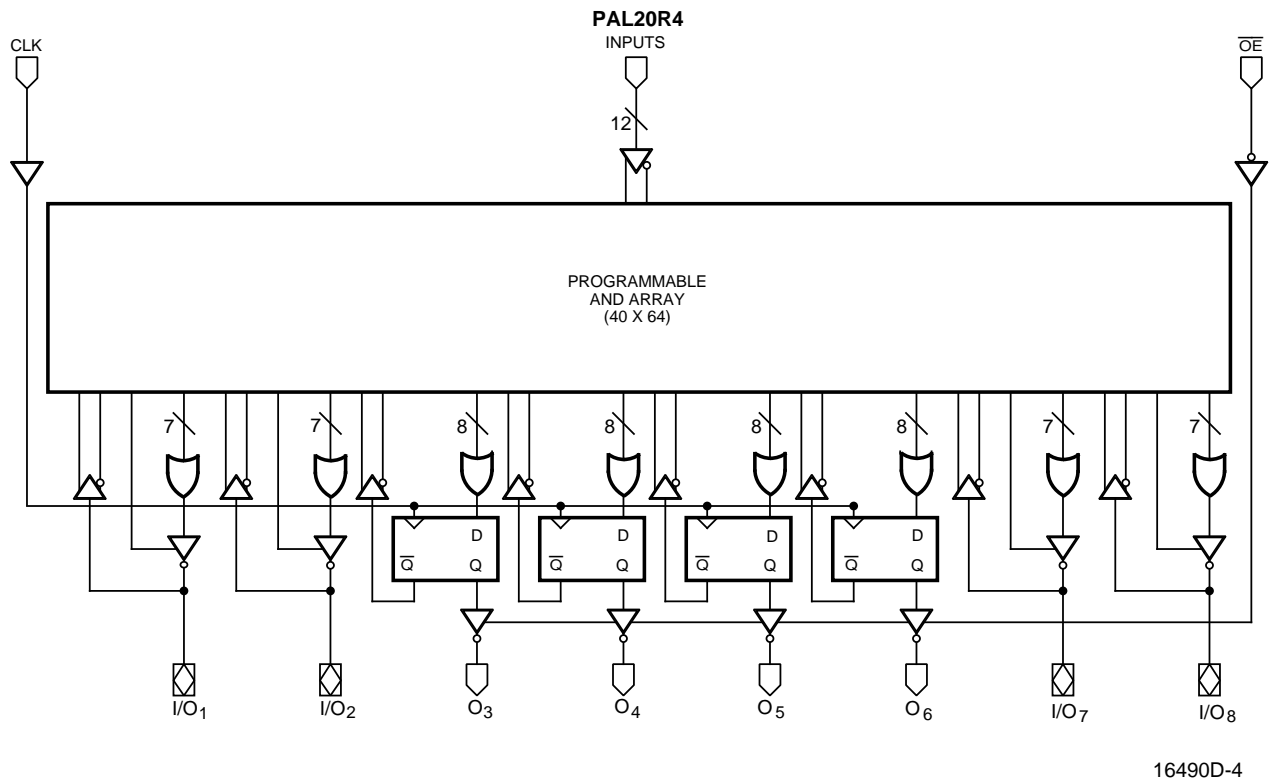 PAL20R4
CLK
INPUTS
O̅E̅
12
PROGRAMMABLE
AND ARRAY
(40 X 64)
7 7 8 8 8 8 7 7
D D D D
Q̅ Q Q̅ Q Q̅ Q Q̅ Q
I/O1 I/O2 O3 O4 O5 O6 I/O7 I/O8
16490D-4